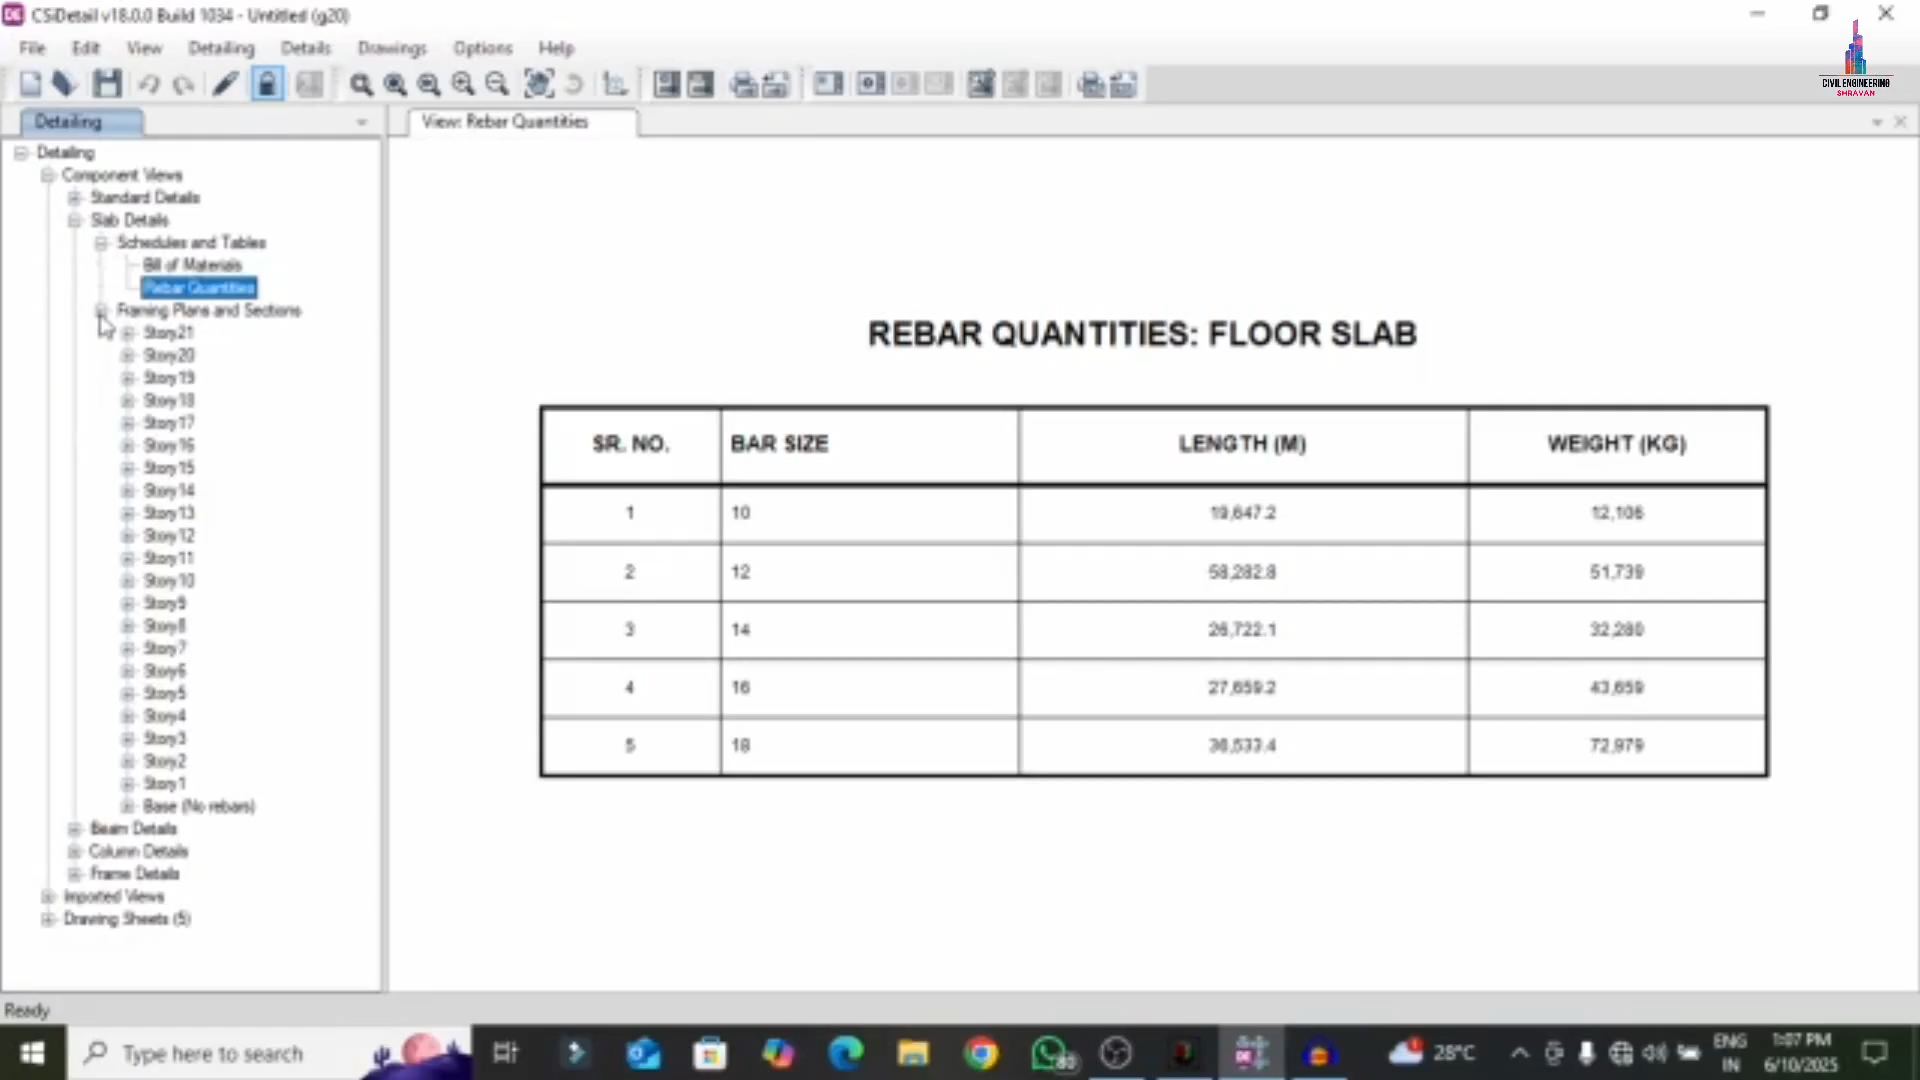 CSiDetail v18.0.0 Build 1034 - Untitled (g20)
File Edit View Detailing Details Drawings Options Help
CIVIL ENGINEERING
SHRAVAN
Detailing
View: Rebar Quantities
Detailing
Component Views
Standard Details
Slab Details
Schedules and Tables
Bill of Materials
Rebar Quantities
Framing Plans and Sections
Story21
Story20
Story19
Story18
Story17
Story16
Story15
Story14
Story13
Story12
Story11
Story10
Story9
Story8
Story7
Story6
Story5
Story4
Story3
Story2
Story1
Base (No rebars)
Beam Details
Column Details
Frame Details
Imported Views
Drawing Sheets (5)
REBAR QUANTITIES: FLOOR SLAB
SR. NO. BAR SIZE LENGTH (M) WEIGHT (KG)
1 10 19,647.2 12,106
2 12 58,282.8 51,739
3 14 26,722.1 32,280
4 16 27,659.2 43,659
5 18 36,533.4 72,979
Ready
Type here to search
80
28°C
ENG
IN
1:07 PM
6/10/2025